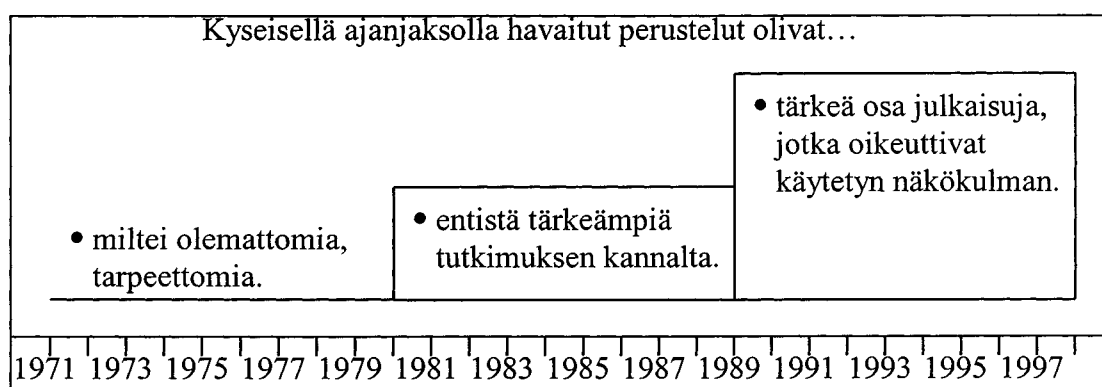 Kyseisellä ajanjaksolla havaitut perustelut olivat…
• tärkeä osa julkaisuja,
jotka oikeuttivat
käytetyn näkökulman.
• entistä tärkeämpiä
tutkimuksen kannalta.
• miltei olemattomia,
tarpeettomia.
1971 1973 1975 1977 1979 1981 1983 1985 1987 1989 1991 1993 1995 1997